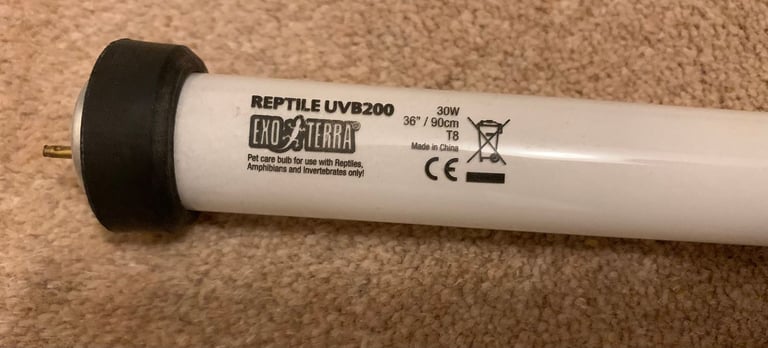 REPTILE UVB200
EXO TERRA®
Pet care bulb for use with Reptiles,
Amphibians and Invertebrates only!
30W
36" / 90cm
T8
Made in China
CE